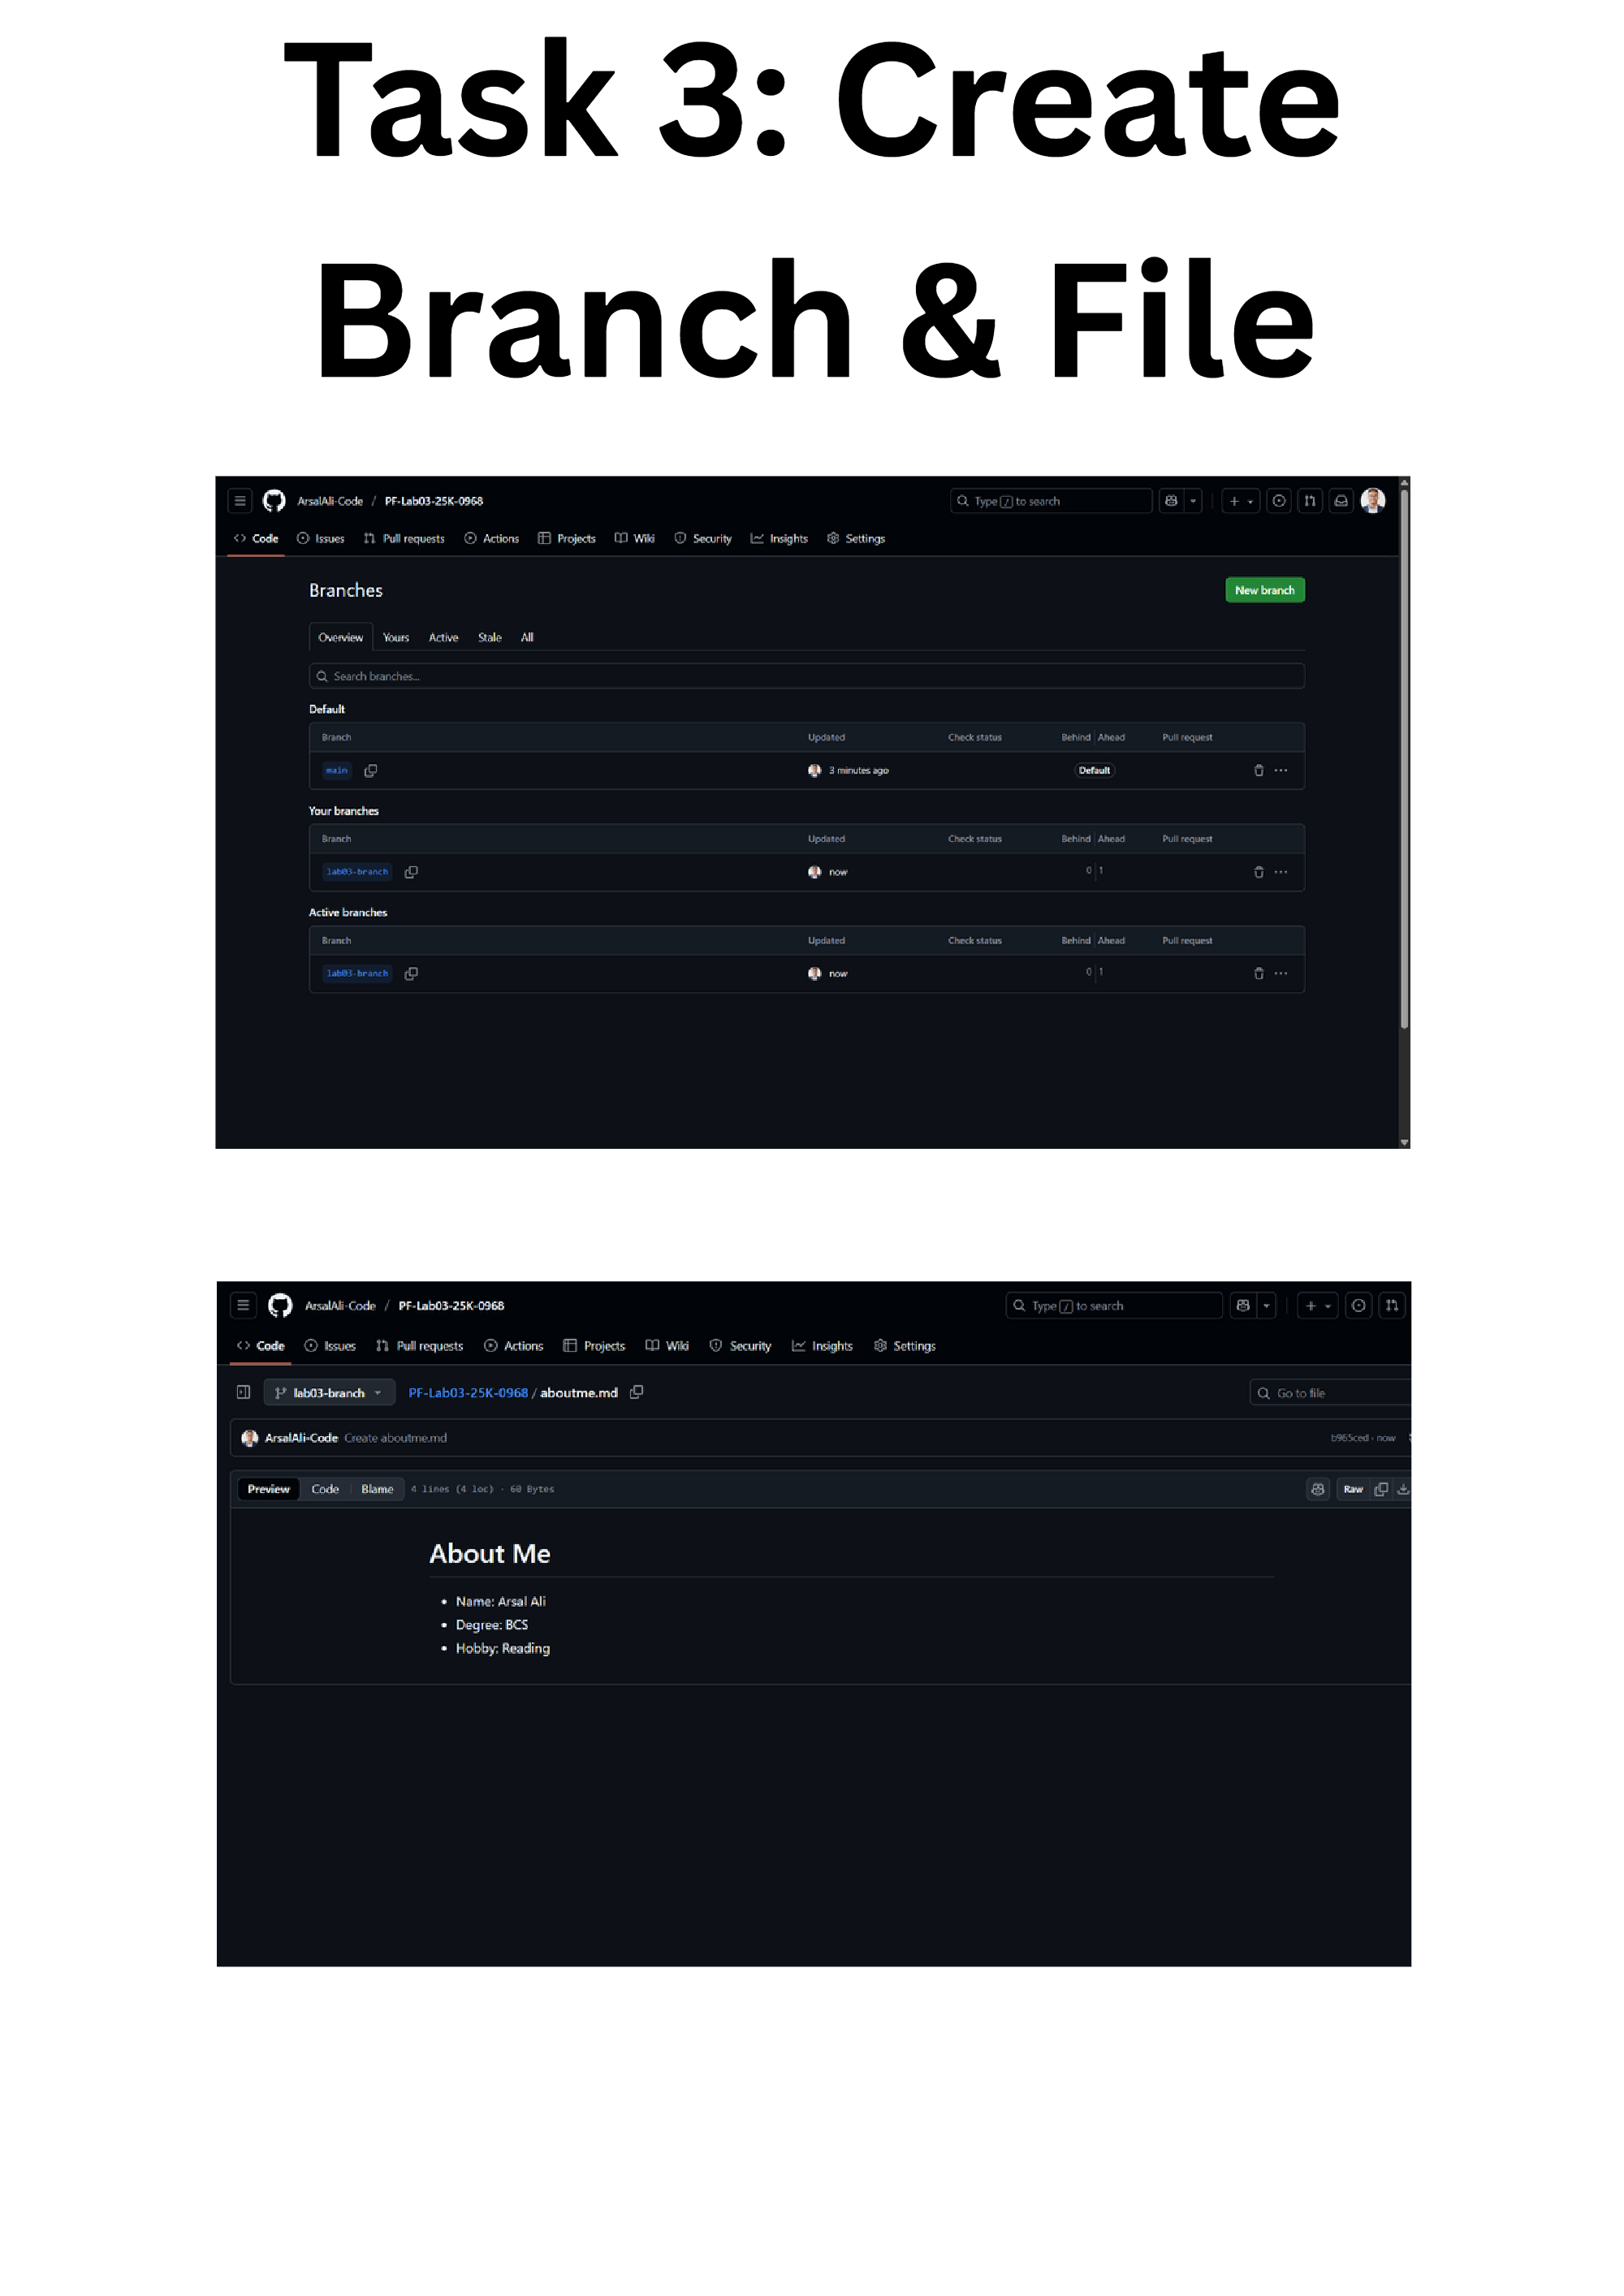 Task 3: Create
Branch & File
ArsalAli-Code / PF-Lab03-25K-0968
Type / to search
Code Issues Pull requests Actions Projects Wiki Security Insights Settings
Branches
New branch
Overview Yours Active Stale All
Search branches...
Default
Branch Updated Check status Behind Ahead Pull request
main 3 minutes ago Default
Your branches
Branch Updated Check status Behind Ahead Pull request
lab03-branch now 0 1
Active branches
Branch Updated Check status Behind Ahead Pull request
lab03-branch now 0 1
ArsalAli-Code / PF-Lab03-25K-0968
Type / to search
Code Issues Pull requests Actions Projects Wiki Security Insights Settings
lab03-branch PF-Lab03-25K-0968 / aboutme.md
Go to file
ArsalAli-Code Create aboutme.md
b965ced · now
Preview Code Blame 4 lines (4 loc) · 60 Bytes
Raw
About Me
• Name: Arsal Ali
• Degree: BCS
• Hobby: Reading